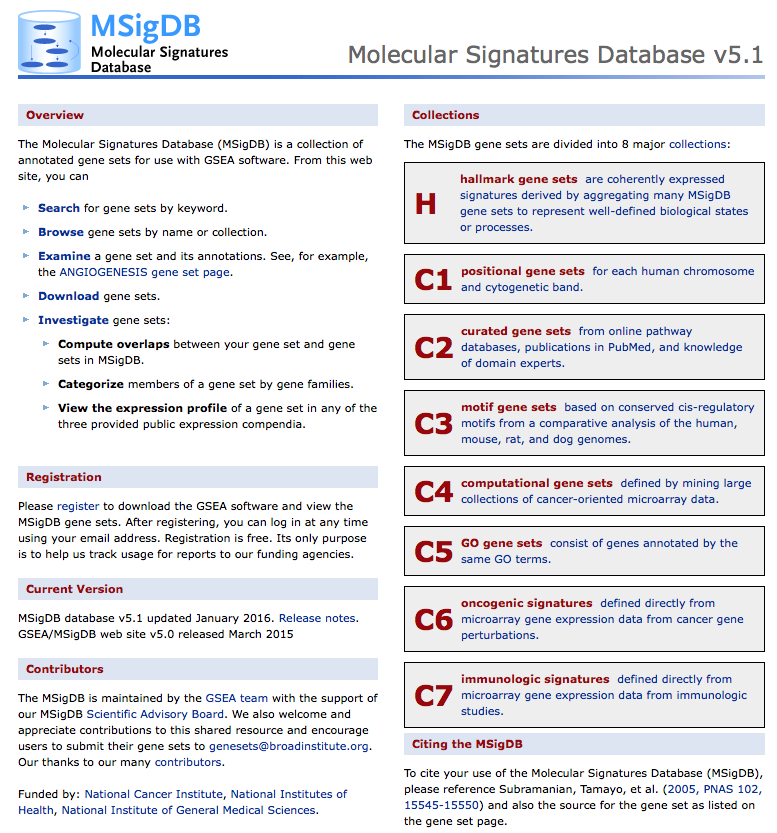 MSigDB
Molecular Signatures
Database
Molecular Signatures Database v5.1
Overview
The Molecular Signatures Database (MSigDB) is a collection of
annotated gene sets for use with GSEA software. From this web
site, you can
Search for gene sets by keyword.
Browse gene sets by name or collection.
Examine a gene set and its annotations. See, for example,
the ANGIOGENESIS gene set page.
Download gene sets.
Investigate gene sets:
Compute overlaps between your gene set and gene
sets in MSigDB.
Categorize members of a gene set by gene families.
View the expression profile of a gene set in any of the
three provided public expression compendia.
Registration
Please register to download the GSEA software and view the
MSigDB gene sets. After registering, you can log in at any time
using your email address. Registration is free. Its only purpose
is to help us track usage for reports to our funding agencies.
Current Version
MSigDB database v5.1 updated January 2016. Release notes.
GSEA/MSigDB web site v5.0 released March 2015
Contributors
The MSigDB is maintained by the GSEA team with the support of
our MSigDB Scientific Advisory Board. We also welcome and
appreciate contributions to this shared resource and encourage
users to submit their gene sets to genesets@broadinstitute.org.
Our thanks to our many contributors.
Funded by: National Cancer Institute, National Institutes of
Health, National Institute of General Medical Sciences.
Collections
The MSigDB gene sets are divided into 8 major collections:
H
hallmark gene sets are coherently expressed
signatures derived by aggregating many MSigDB
gene sets to represent well-defined biological states
or processes.
C1
positional gene sets for each human chromosome
and cytogenetic band.
C2
curated gene sets from online pathway
databases, publications in PubMed, and knowledge
of domain experts.
C3
motif gene sets based on conserved cis-regulatory
motifs from a comparative analysis of the human,
mouse, rat, and dog genomes.
C4
computational gene sets defined by mining large
collections of cancer-oriented microarray data.
C5
GO gene sets consist of genes annotated by the
same GO terms.
C6
oncogenic signatures defined directly from
microarray gene expression data from cancer gene
perturbations.
C7
immunologic signatures defined directly from
microarray gene expression data from immunologic
studies.
Citing the MSigDB
To cite your use of the Molecular Signatures Database (MSigDB),
please reference Subramanian, Tamayo, et al. (2005, PNAS 102,
15545-15550) and also the source for the gene set as listed on
the gene set page.